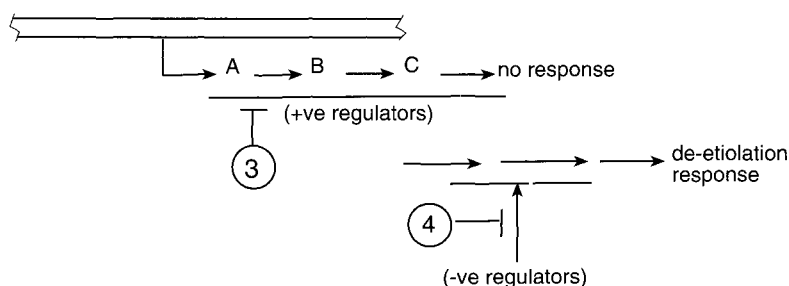 A B C no response
(+ve regulators)
3
de-etiolation
response
4
(-ve regulators)